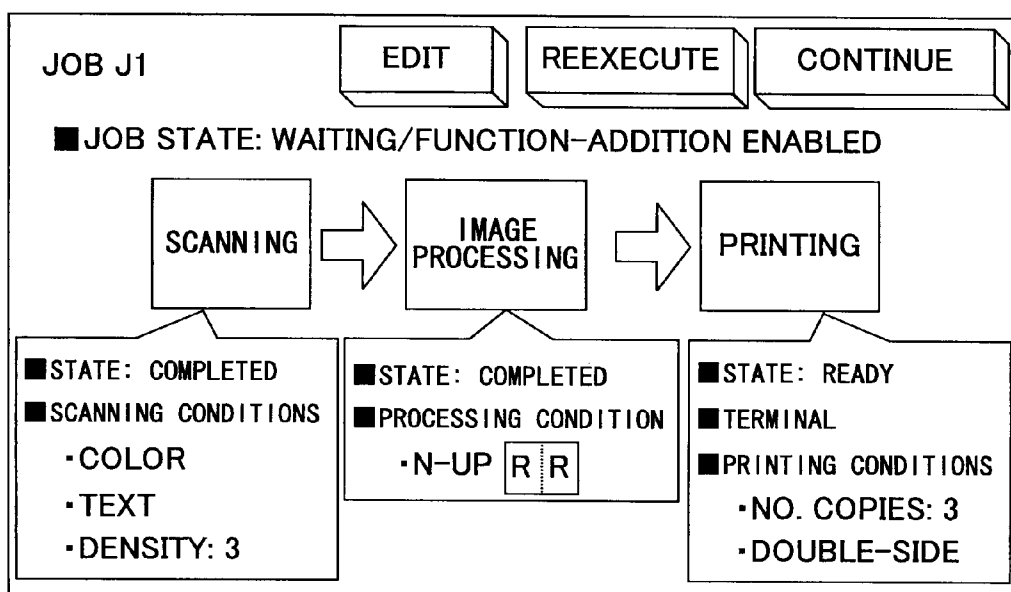 JOB J1
EDIT
REEXECUTE
CONTINUE
■JOB STATE: WAITING/FUNCTION-ADDITION ENABLED
SCANNING
IMAGE
PROCESSING
PRINTING
■STATE: COMPLETED
■SCANNING CONDITIONS
・COLOR
・TEXT
・DENSITY: 3
■STATE: COMPLETED
■PROCESSING CONDITION
・N-UP R R
■STATE: READY
■TERMINAL
■PRINTING CONDITIONS
・NO. COPIES: 3
・DOUBLE-SIDE